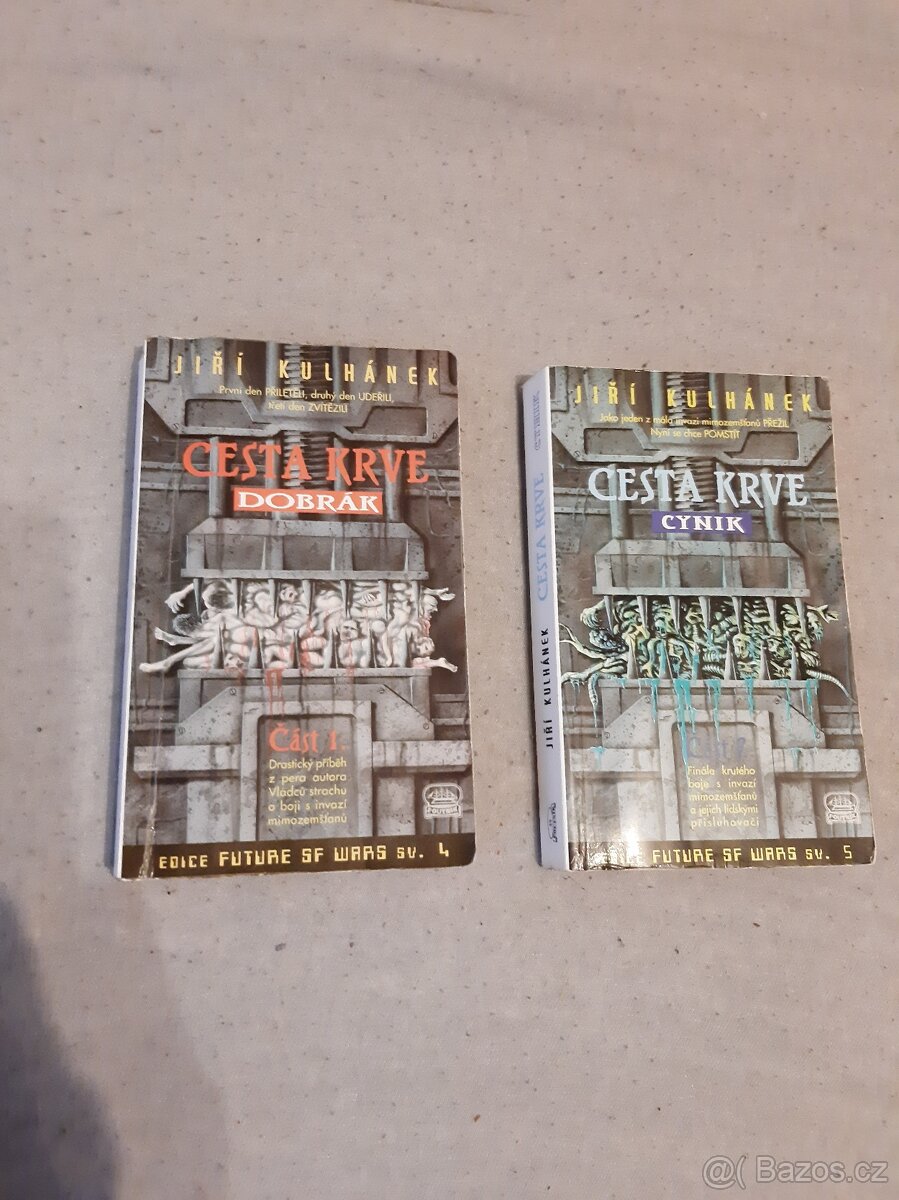 JIŘÍ KULHÁNEK
První den PŘILETĚLI, druhý den UDEŘILI,
třetí den ZVÍTĚZILI
CESTA KRVE
DOBRÁK
Část 1.
Drastický příběh
z pera autora
Vládců strachu
o boji s invazí
mimozemšťanů
EDICE FUTURE SF WARS SV. 4
JIŘÍ KULHÁNEK CESTA KRVE
JIŘÍ KULHÁNEK
Jako jeden z mála invazi mimozemšťanů PŘEŽIL
Nyní se chce POMSTÍT
CESTA KRVE
CYNIK
Část 2.
Finále krutého
boje s invazí
mimozemšťanů
a jejich lidskými
přisluhovači
FUTURE SF WARS SV. 5
@( Bazos.cz